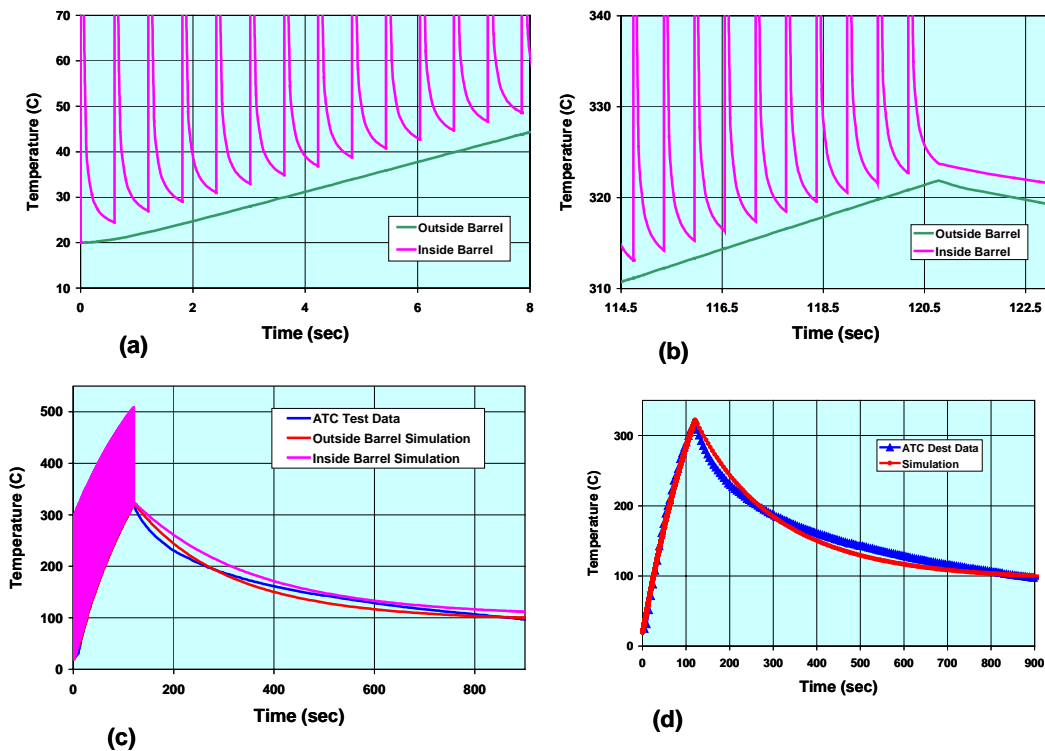 70
60
50
40
30
20
10
Temperature (C)
0
2
4
6
8
Time (sec)
Outside Barrel
Inside Barrel
(a)
340
330
320
310
Temperature (C)
114.5
116.5
118.5
120.5
122.5
Time (sec)
Outside Barrel
Inside Barrel
(b)
500
400
300
200
100
0
Temperature (C)
0
200
400
600
800
Time (sec)
ATC Test Data
Outside Barrel Simulation
Inside Barrel Simulation
(c)
300
200
100
0
Temperature (C)
0
100
200
300
400
500
600
700
800
900
Time (sec)
ATC Dest Data
Simulation
(d)